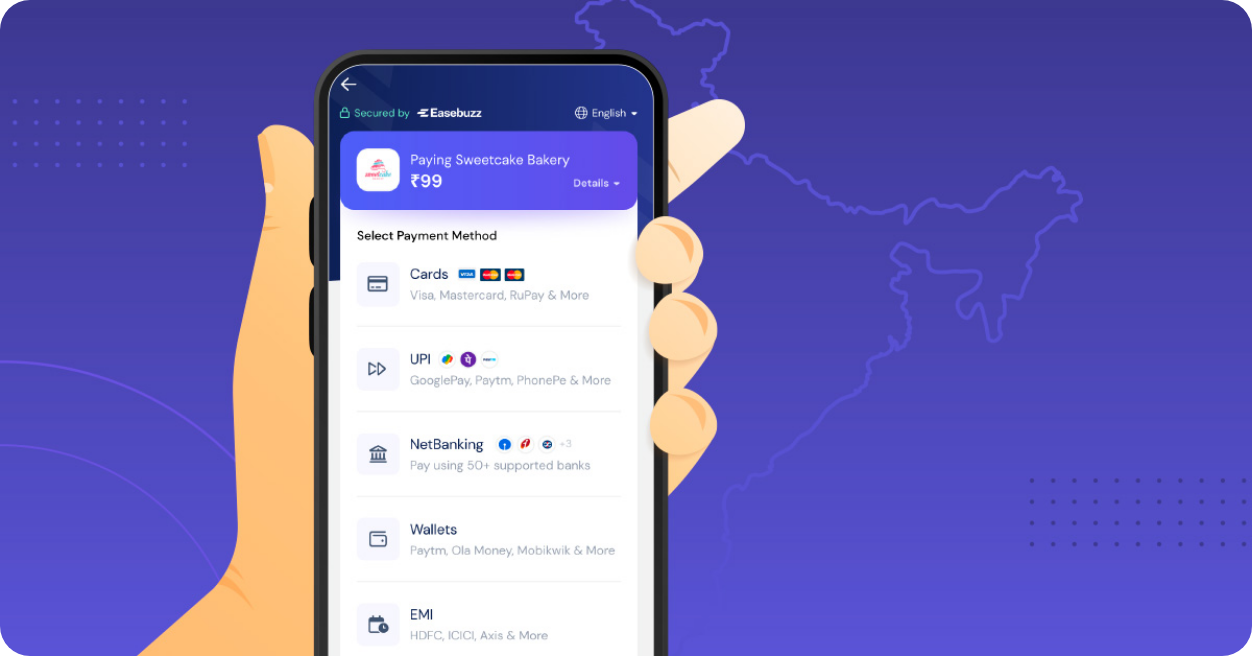 Secured by Easebuzz
English
Paying Sweetcake Bakery
₹99
Details
Select Payment Method
Cards VISA
Visa, Mastercard, RuPay & More
UPI
GooglePay, Paytm, PhonePe & More
NetBanking +3
Pay using 50+ supported banks
Wallets
Paytm, Ola Money, Mobikwik & More
EMI
HDFC, ICICI, Axis & More